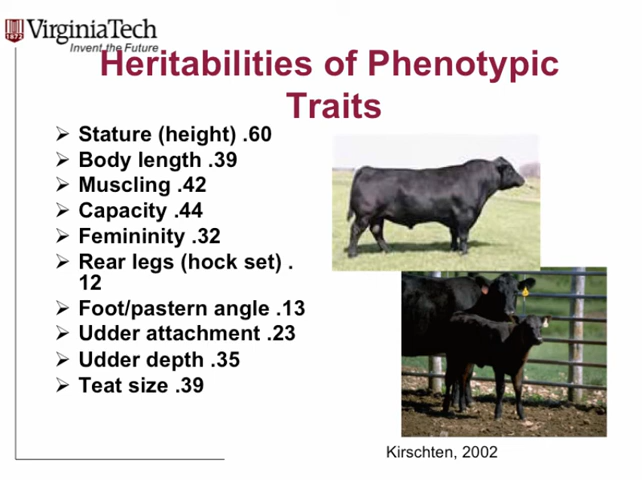 VirginiaTech
Invent the Future
Heritabilities of Phenotypic
Traits
➢ Stature (height) .60
➢ Body length .39
➢ Muscling .42
➢ Capacity .44
➢ Femininity .32
➢ Rear legs (hock set) .
12
➢ Foot/pastern angle .13
➢ Udder attachment .23
➢ Udder depth .35
➢ Teat size .39
Kirschten, 2002